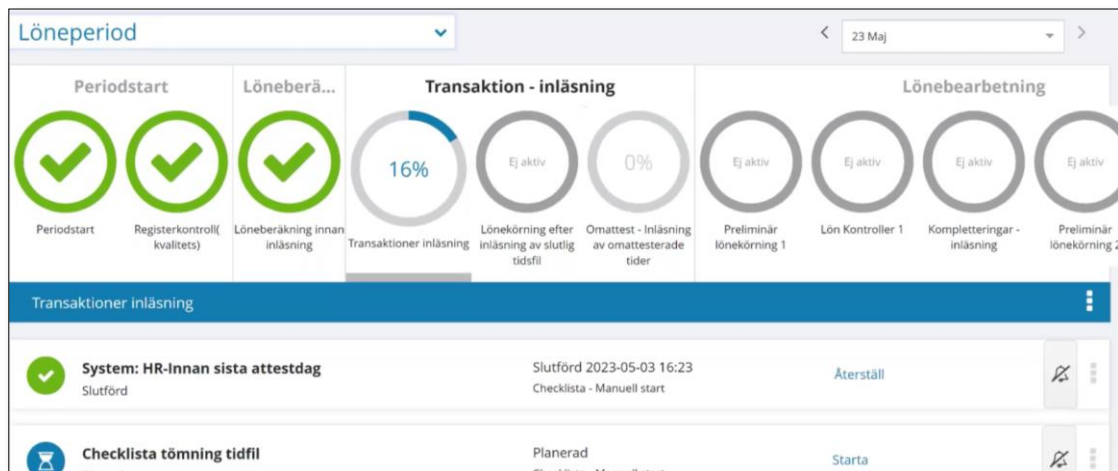 Löneperiod
23 Maj
Periodstart
Löneberä...
Transaktion - inläsning
Lönebearbetning
16%
Ej aktiv
0%
Ej aktiv
Ej aktiv
Ej aktiv
Ej aktiv
Periodstart
Registerkontroll(
kvalitets)
Löneberäkning innan
inläsning
Transaktioner inläsning
Lönekörning efter
inläsning av slutlig
tidsfil
Omattest - Inläsning
av omattesterade
tider
Preliminär
lönekörning 1
Lön Kontroller 1
Kompletteringar -
inläsning
Preliminär
lönekörning 2
Transaktioner inläsning
System: HR-Innan sista attestdag
Slutförd
Slutförd 2023-05-03 16:23
Checklista - Manuell start
Återställ
Checklista tömning tidfil
Planerad
Starta